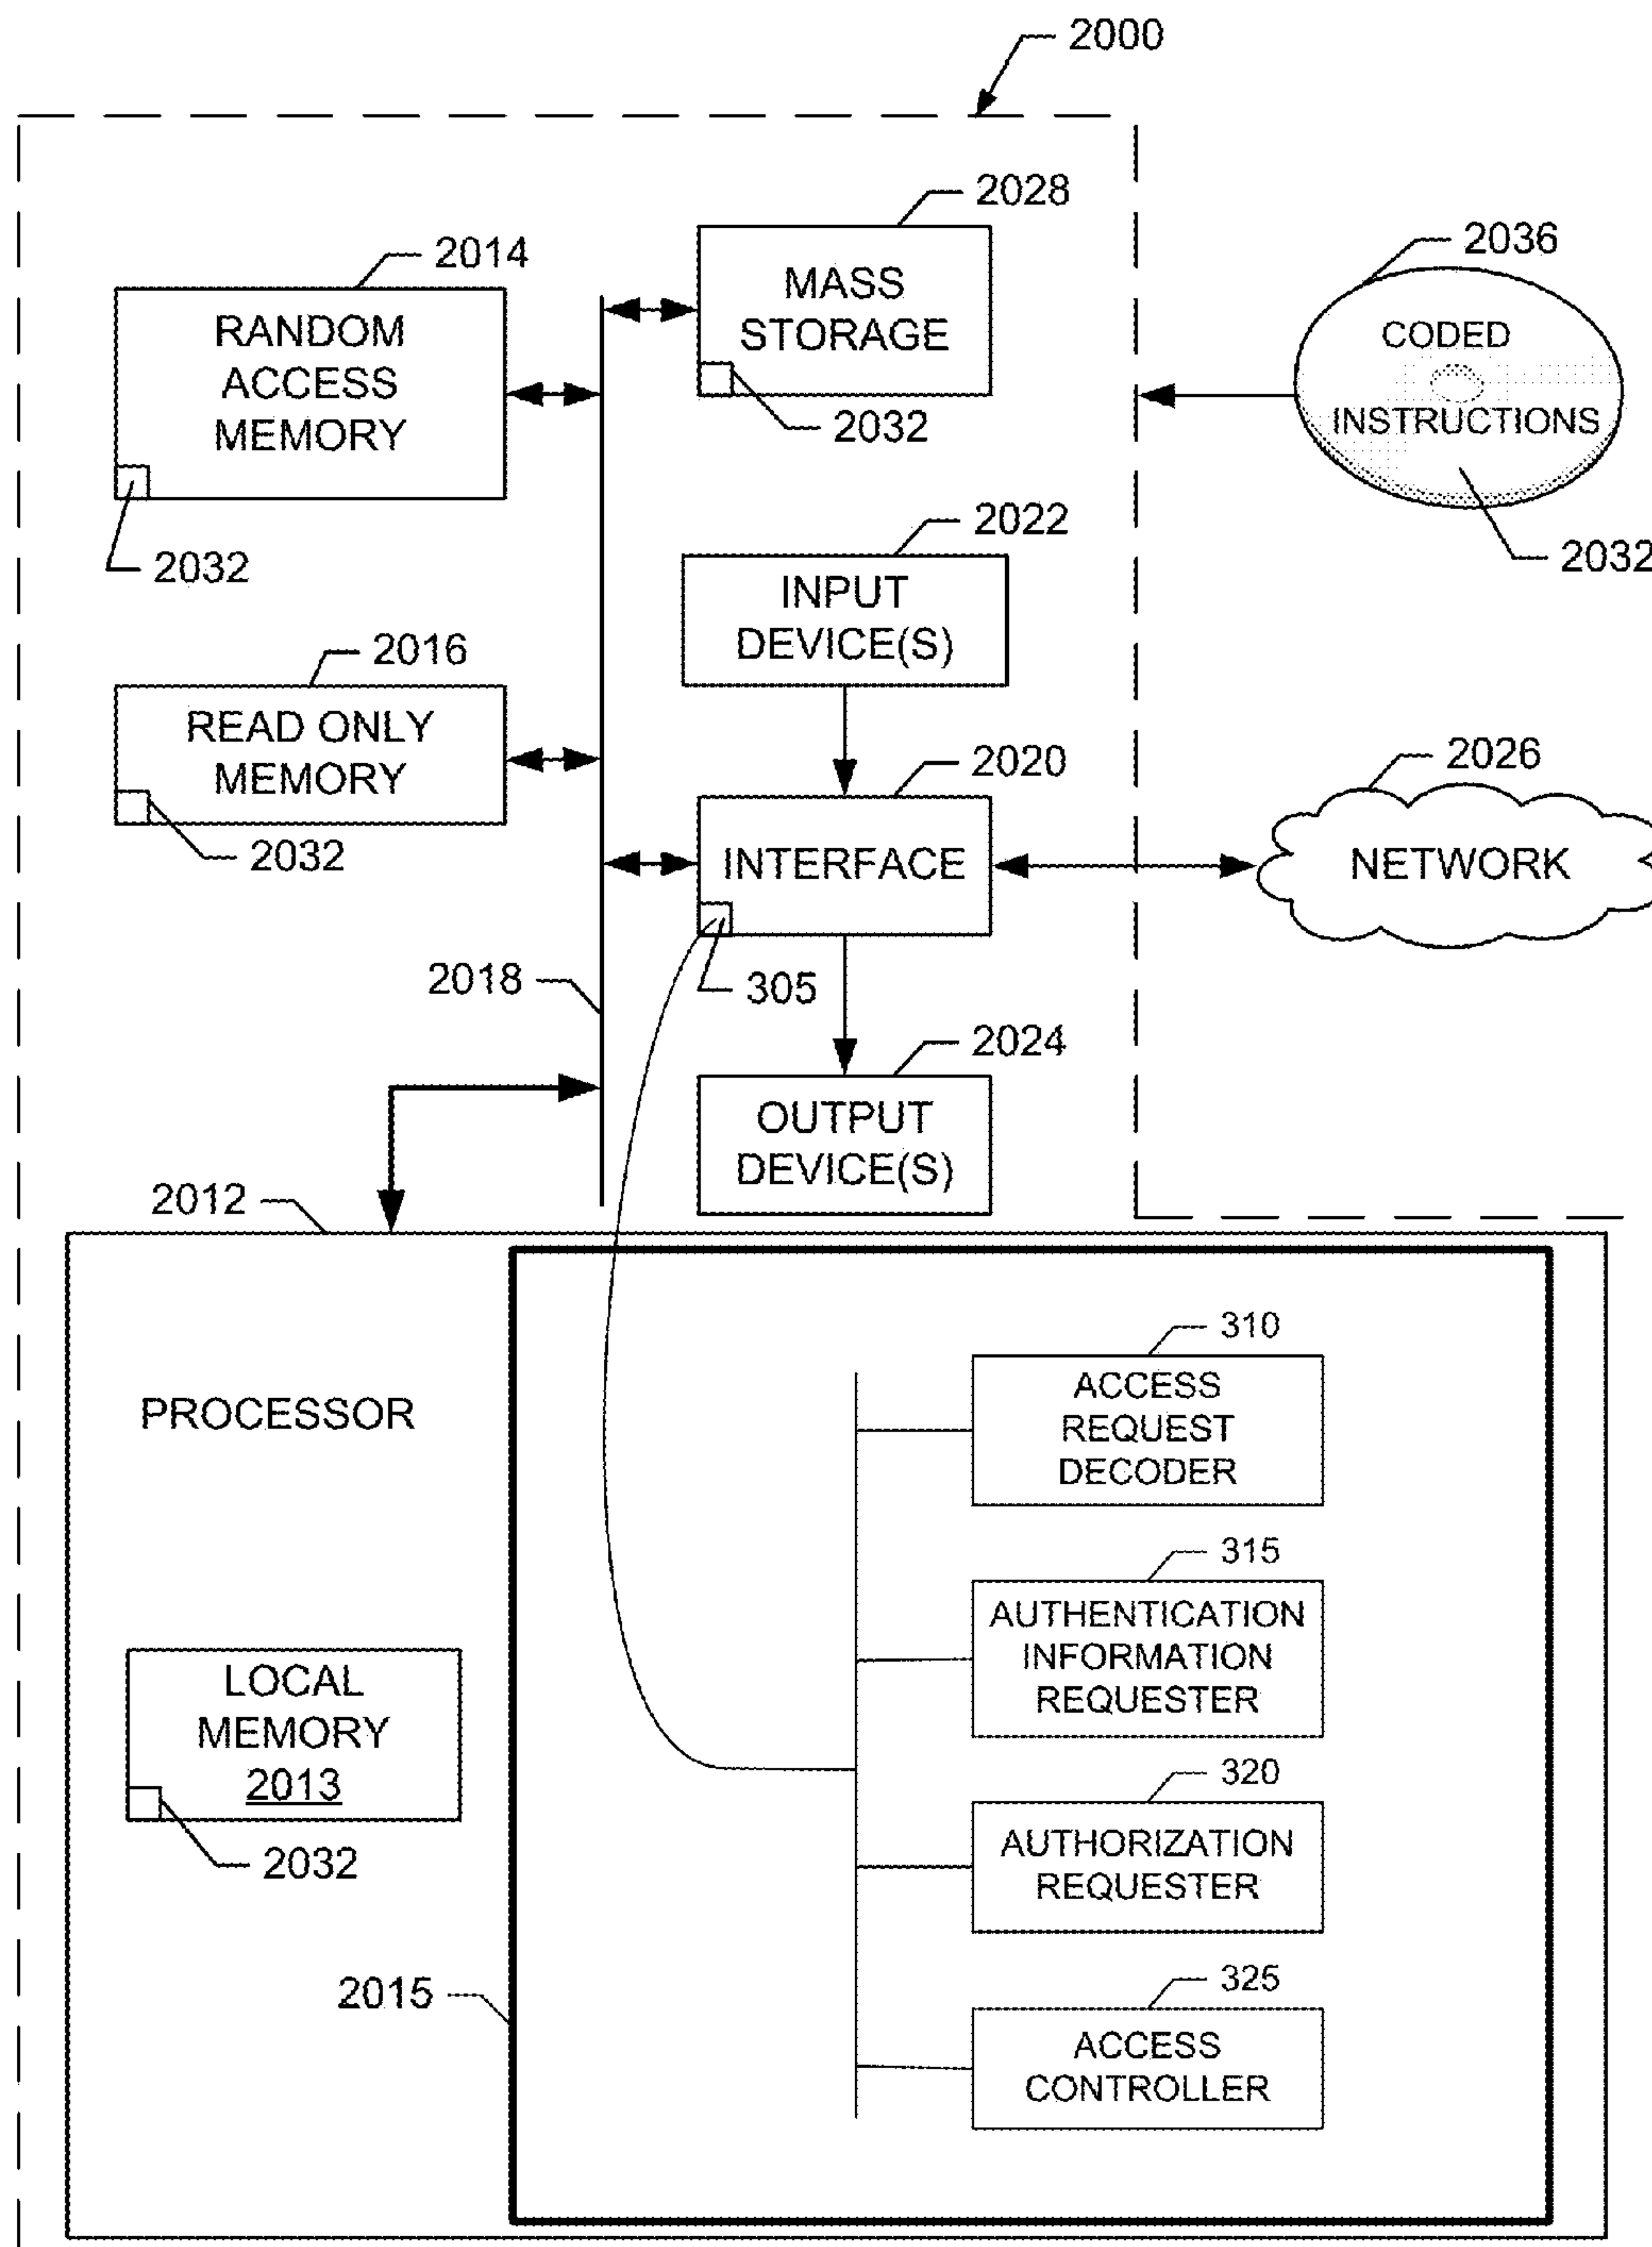 2000
2028
MASS
STORAGE
2032
2014
RANDOM
ACCESS
MEMORY
2032
2036
CODED
INSTRUCTIONS
2032
2022
INPUT
DEVICE(S)
2016
READ ONLY
MEMORY
2032
2020
INTERFACE
305
2026
NETWORK
2018
2024
OUTPUT
DEVICE(S)
2012
PROCESSOR
310
ACCESS
REQUEST
DECODER
315
AUTHENTICATION
INFORMATION
REQUESTER
LOCAL
MEMORY
2013
2032
320
AUTHORIZATION
REQUESTER
2015
325
ACCESS
CONTROLLER